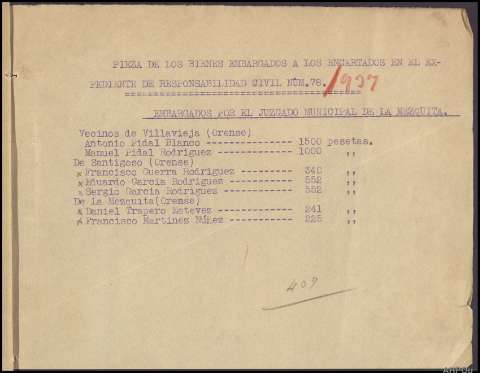 PIEZA DE LOS BIENES EMBARGADOS A LOS ENCARTADOS EN EL EX-
PEDIENTE DE RESPONSABILIDAD CIVIL NÚM.78./937
EMBARGADOS POR EL JUZGADO MUNICIPAL DE LA MEZQUITA.
Vecinos de Villavieja (Orense)
Antonio Pidal Blanco --------------- 1500 pesetas.
Manuel Pidal Rodriguez ------------- 1000 ,,
De Santigoso (Orense)
x Francisco Guerra Rodriguez --------- 340 ,,
x Eduardo Garcia Rodriguez ----------- 552 ,,
x Sergio Garcia Rodriguez ------------ 552 ,,
De La Mezquita(Orense)
x Daniel Trapero Estevez ------------- 241 ,,
x Francisco Martinez Núñez ----------- 225 ,,
409